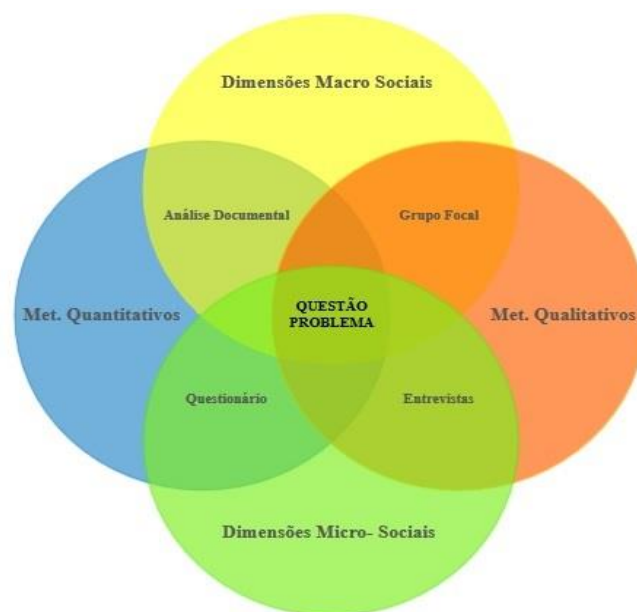 Dimensões Macro Sociais
Análise Documental
Grupo Focal
Met. Quantitativos
QUESTÃO
PROBLEMA
Met. Qualitativos
Questionário
Entrevistas
Dimensões Micro- Sociais